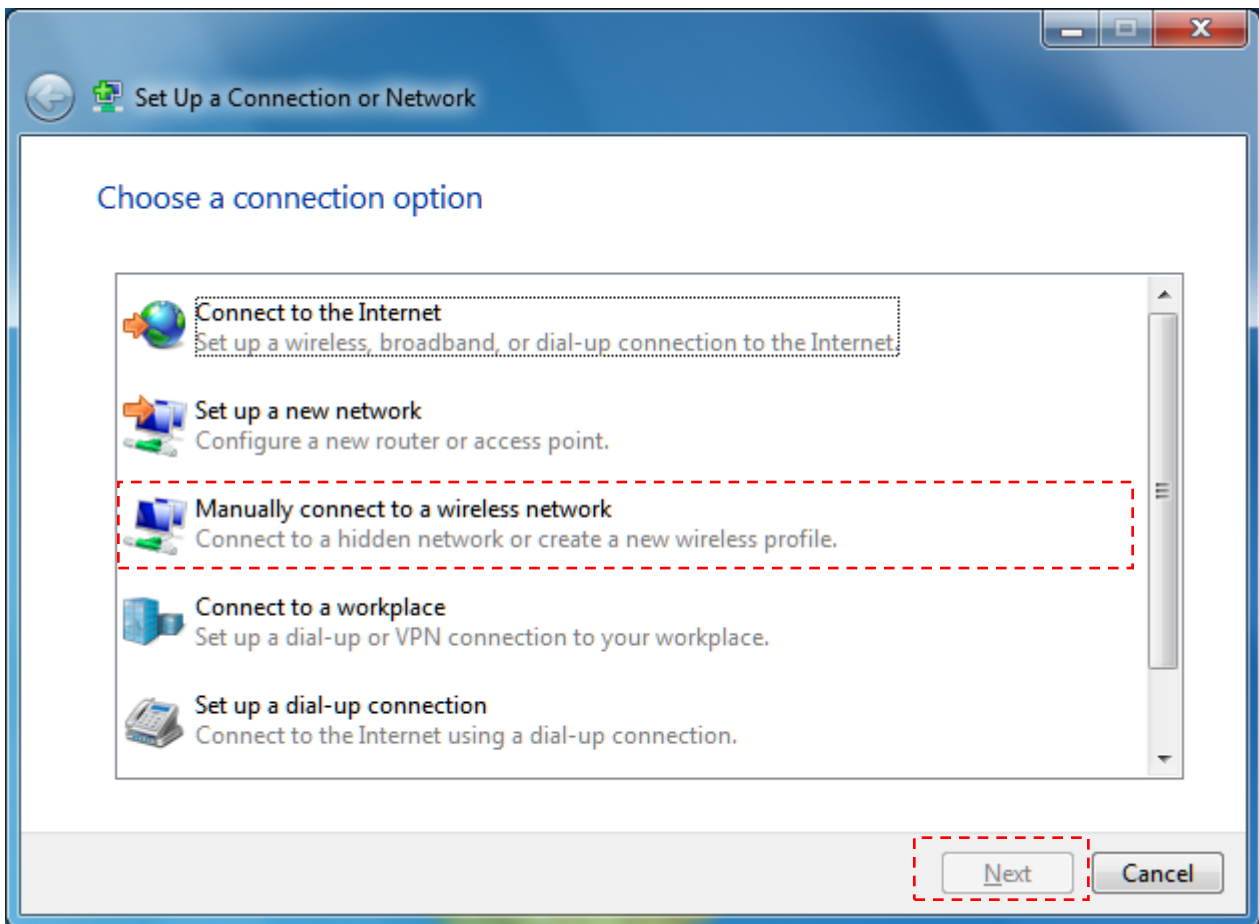 Set Up a Connection or Network
Choose a connection option
Connect to the Internet
Set up a wireless, broadband, or dial-up connection to the Internet.
Set up a new network
Configure a new router or access point.
Manually connect to a wireless network
Connect to a hidden network or create a new wireless profile.
Connect to a workplace
Set up a dial-up or VPN connection to your workplace.
Set up a dial-up connection
Connect to the Internet using a dial-up connection.
Next
Cancel